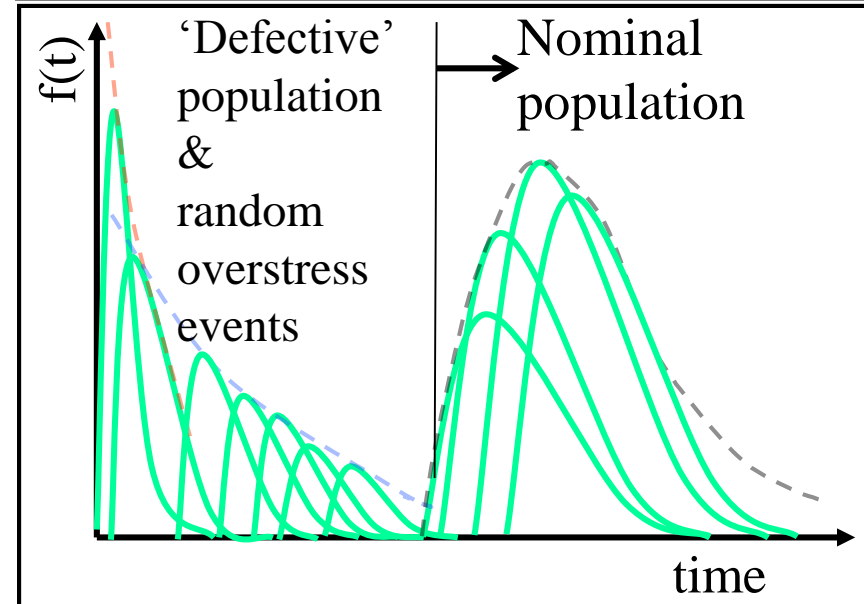 f(t)
‘Defective’
population
&
random
overstress
events
Nominal
population
time